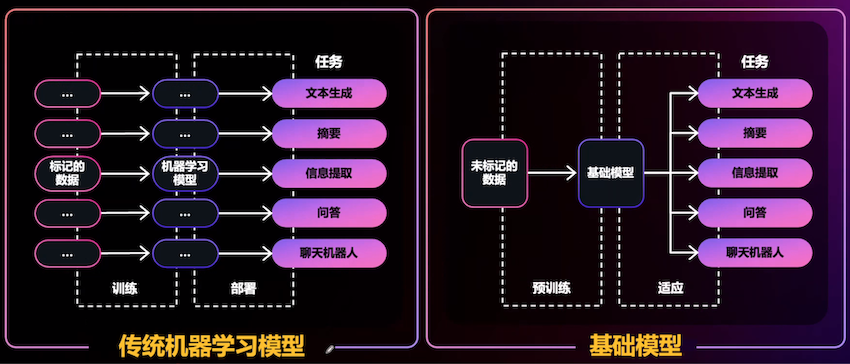 任务
...
...
文本生成
...
...
摘要
标记的
数据
机器学习
模型
信息提取
...
...
问答
...
...
聊天机器人
训练
部署
传统机器学习模型
任务
文本生成
摘要
未标记的
数据
基础模型
信息提取
问答
聊天机器人
预训练
适应
基础模型